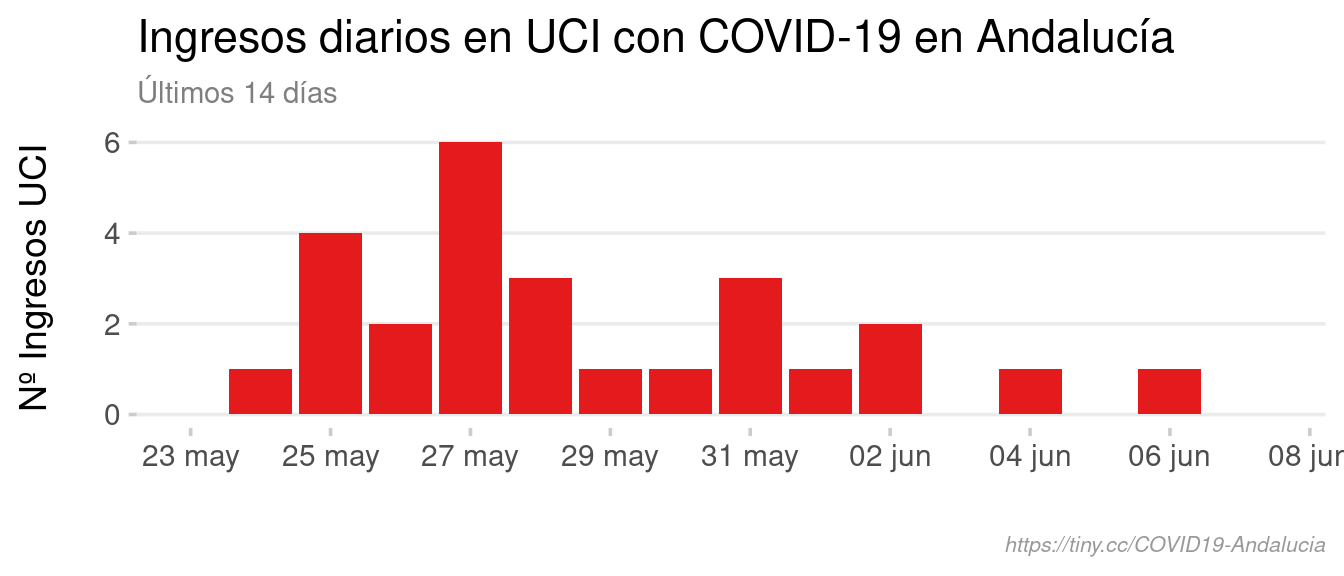 Ingresos diarios en UCI con COVID-19 en Andalucía
Últimos 14 días
Nº Ingresos UCI
6
4
2
0
23 may 25 may 27 may 29 may 31 may 02 jun 04 jun 06 jun 08 jun
https://tiny.cc/COVID19-Andalucia